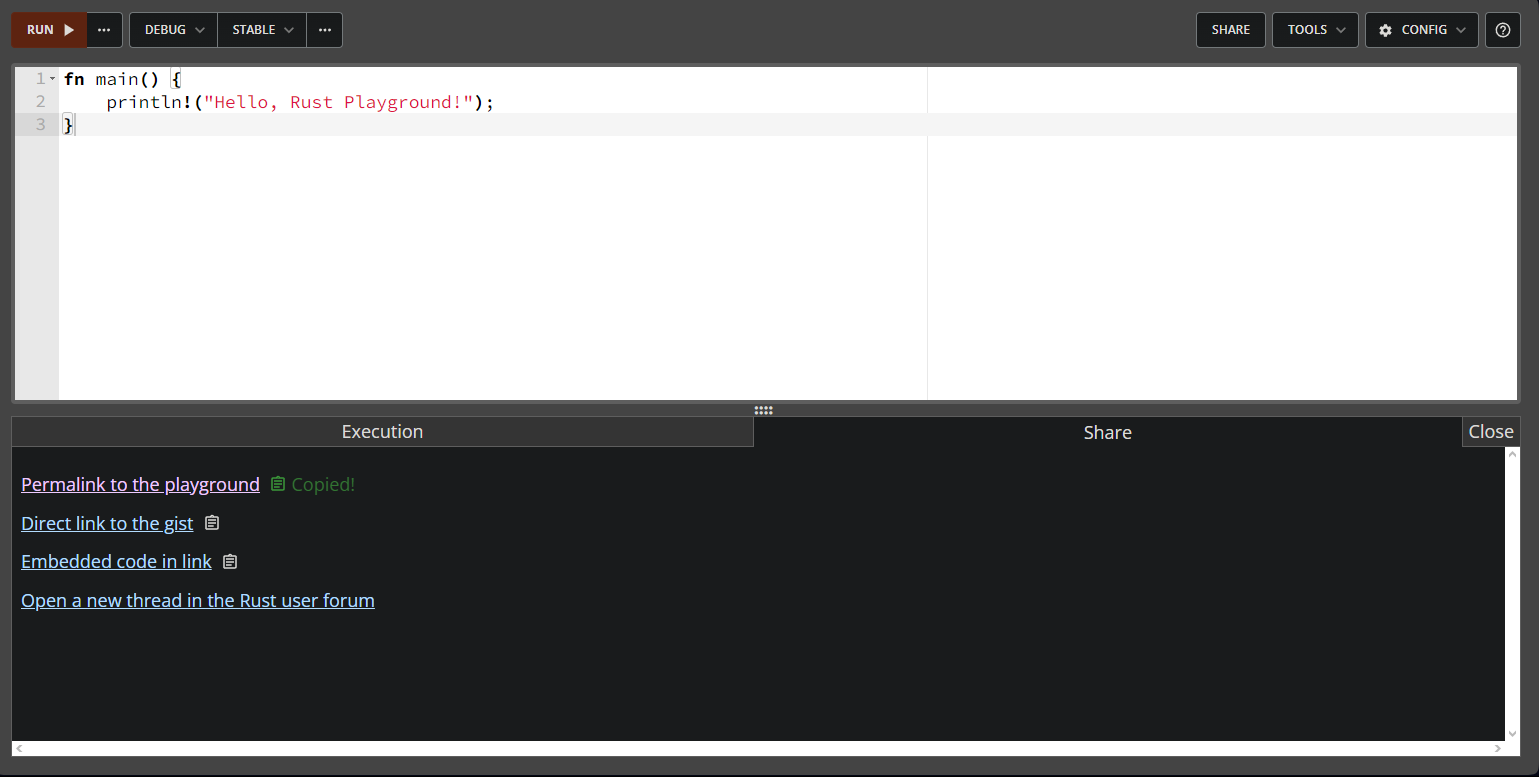 RUN ... DEBUG STABLE ... SHARE TOOLS CONFIG ?
1 fn main() {
2     println!("Hello, Rust Playground!");
3 }
Execution Share Close
Permalink to the playground Copied!
Direct link to the gist
Embedded code in link
Open a new thread in the Rust user forum